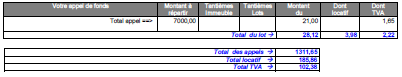 Votre appel de fonds Montant à répartir Tantièmes Immeuble Tantièmes Lots Montant du Dont locatif Dont TVA
Total appel ==> 7000,00 21,00 1,65
Total du lot → 28,12 3,98 2,22
Total des appels → 1311,65
Total locatif → 185,86
Total TVA → 102,38